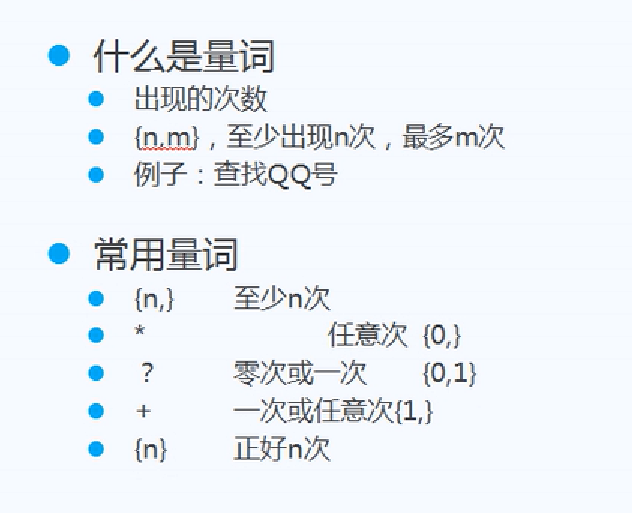 什么是量词
出现的次数
{n,m}，至少出现n次，最多m次
例子：查找QQ号
常用量词
{n,} 至少n次
* 任意次 {0,}
? 零次或一次 {0,1}
+ 一次或任意次{1,}
{n} 正好n次